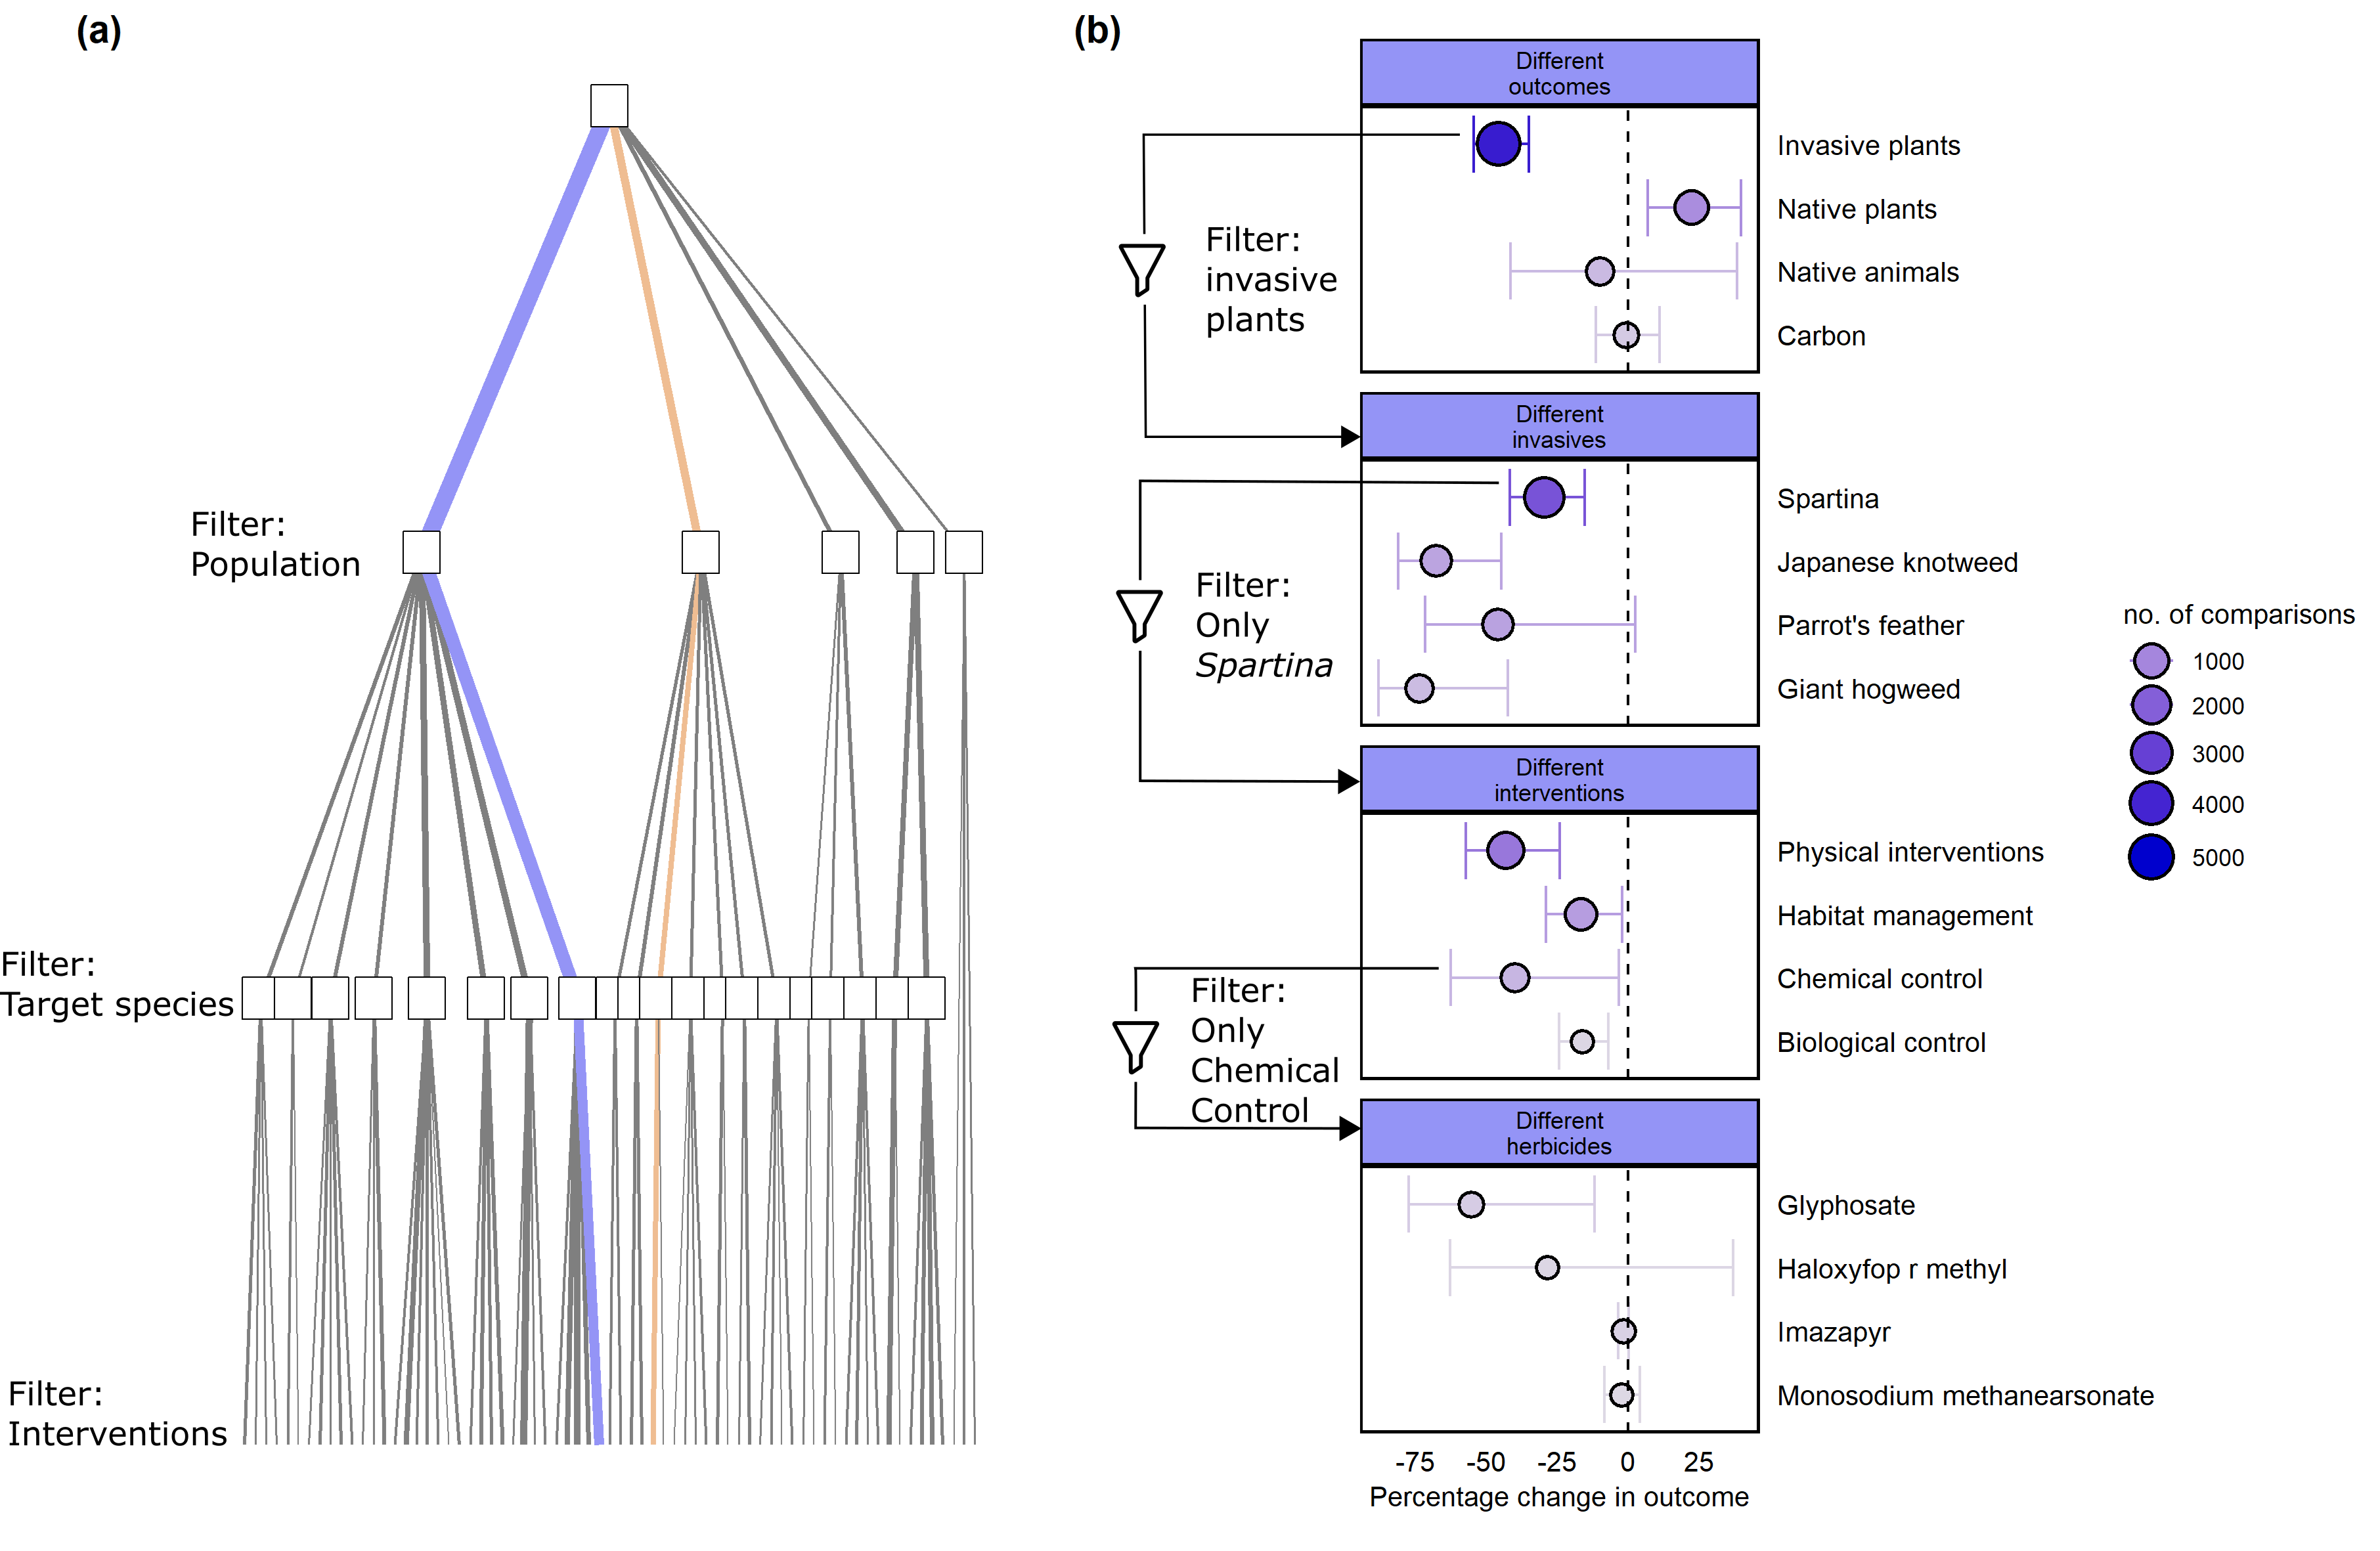 (a)
Filter:
Population
Filter:
Target species
Filter:
Interventions
(b)
Different
outcomes
Invasive plants
Native plants
Native animals
Carbon
Filter:
invasive
plants
Different
invasives
Spartina
Japanese knotweed
Parrot's feather
Giant hogweed
Filter:
Only
Spartina
Different
interventions
Physical interventions
Habitat management
Chemical control
Biological control
Filter:
Only
Chemical
Control
Different
herbicides
Glyphosate
Haloxyfop r methyl
Imazapyr
Monosodium methanearsonate
-75 -50 -25 0 25
Percentage change in outcome
no. of comparisons
1000
2000
3000
4000
5000